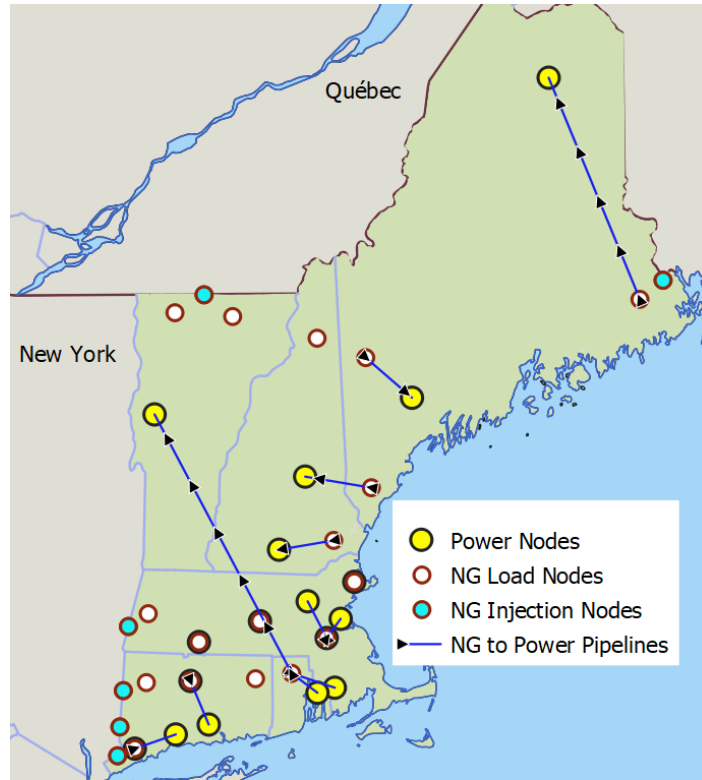 Québec
New York
Power Nodes
NG Load Nodes
NG Injection Nodes
NG to Power Pipelines